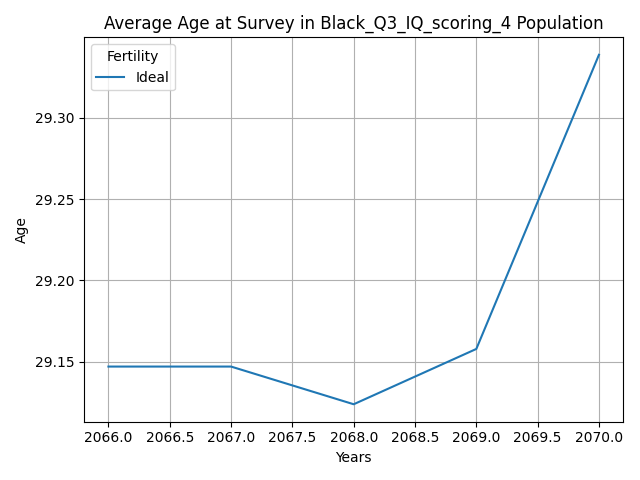 Average Age at Survey in Black_Q3_IQ_scoring_4 Population
Fertility
Ideal
29.30
29.25
29.20
29.15
Age
2066.0 2066.5 2067.0 2067.5 2068.0 2068.5 2069.0 2069.5 2070.0
Years